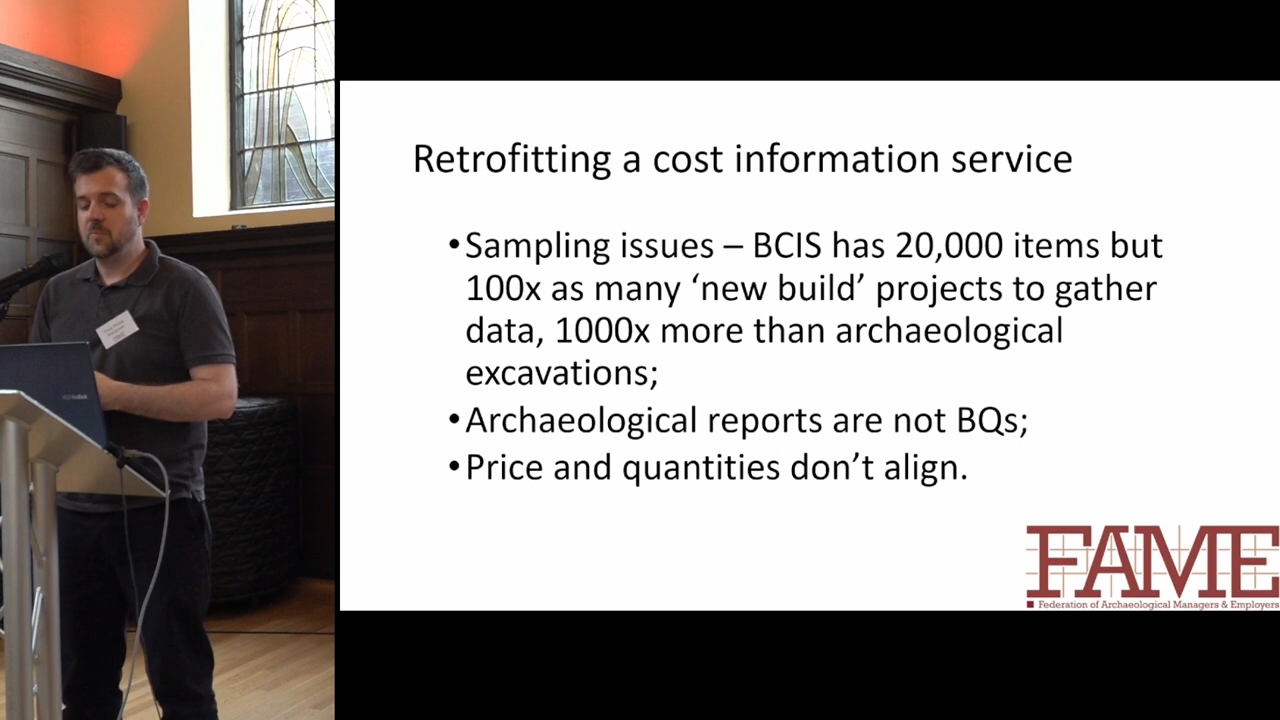 Retrofitting a cost information service
•Sampling issues – BCIS has 20,000 items but
100x as many ‘new build’ projects to gather
data, 1000x more than archaeological
excavations;
•Archaeological reports are not BQs;
•Price and quantities don’t align.
FAME
Federation of Archaeological Managers & Employers